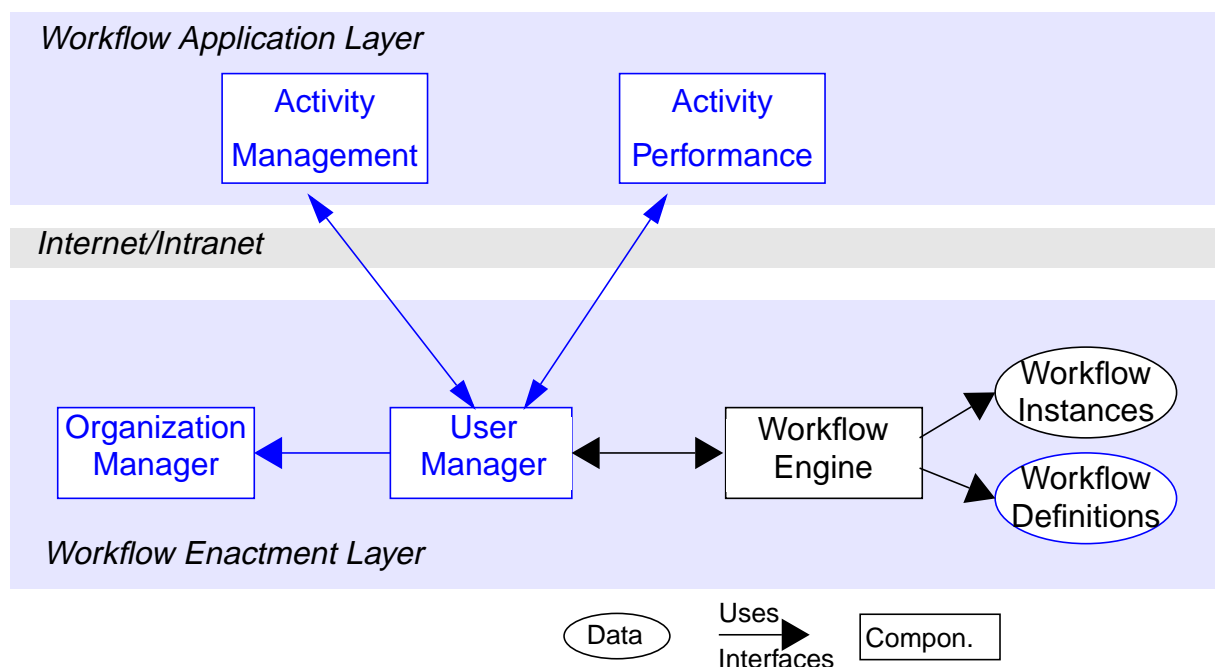 Workflow Application Layer
Activity
Management
Activity
Performance
Internet/Intranet
Organization
Manager
User
Manager
Workflow
Engine
Workflow
Instances
Workflow
Definitions
Workflow Enactment Layer
Data
Uses
Interfaces
Compon.